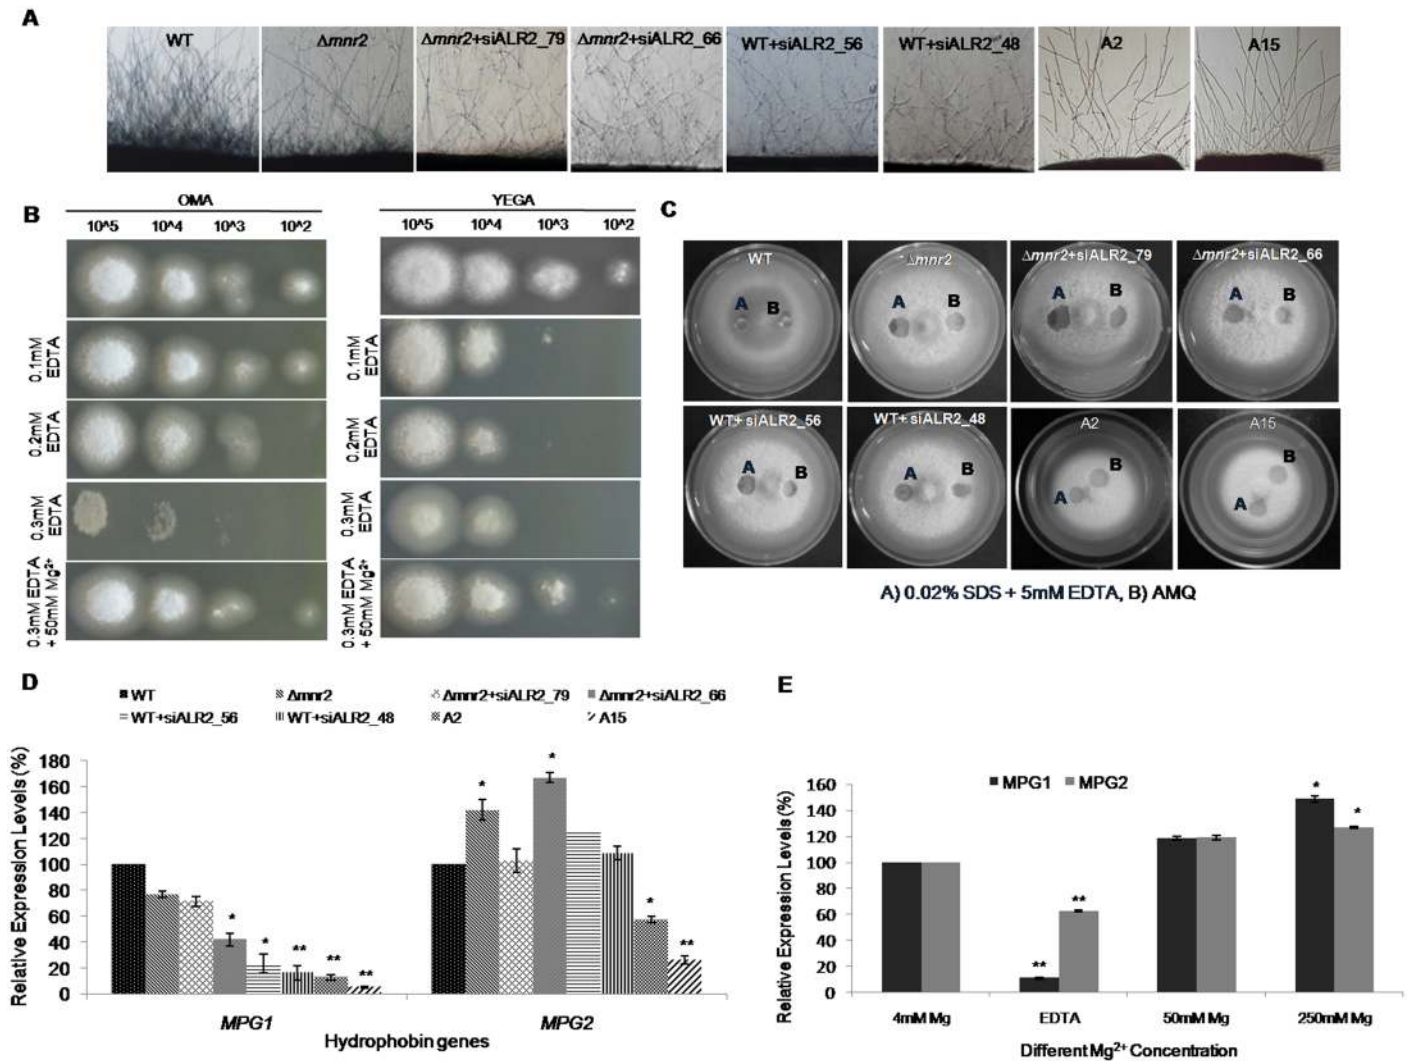 A
WT
Δmnr2
Δmnr2+siALR2_79
Δmnr2+siALR2_66
WT+siALR2_56
WT+siALR2_48
A2
A15
B
OMA
10^5 10^4 10^3 10^2
0.1mM
EDTA
0.2mM
EDTA
0.3mM
EDTA
0.3mM EDTA
+ 50mM Mg²⁺
YEGA
10^5 10^4 10^3 10^2
0.1mM
EDTA
0.2mM
EDTA
0.3mM
EDTA
0.3mM EDTA
+ 50mM Mg²⁺
C
WT
A B
Δmnr2
A B
Δmnr2+siALR2_79
A B
Δmnr2+siALR2_66
A B
WT+siALR2_56
A B
WT+siALR2_48
A B
A2
A B
A15
A B
A) 0.02% SDS + 5mM EDTA, B) AMQ
D
WT Δmnr2 Δmnr2+siALR2_79 Δmnr2+siALR2_66
WT+siALR2_56 WT+siALR2_48 A2 A15
Relative Expression Levels (%)
180
160
140
120
100
80
60
40
20
0
* * ** ** **
* * * **
MPG1 MPG2
Hydrophobin genes
E
MPG1 MPG2
Relative Expression Levels (%)
160
140
120
100
80
60
40
20
0
** ** * *
4mM Mg EDTA 50mM Mg 250mM Mg
Different Mg²⁺ Concentration